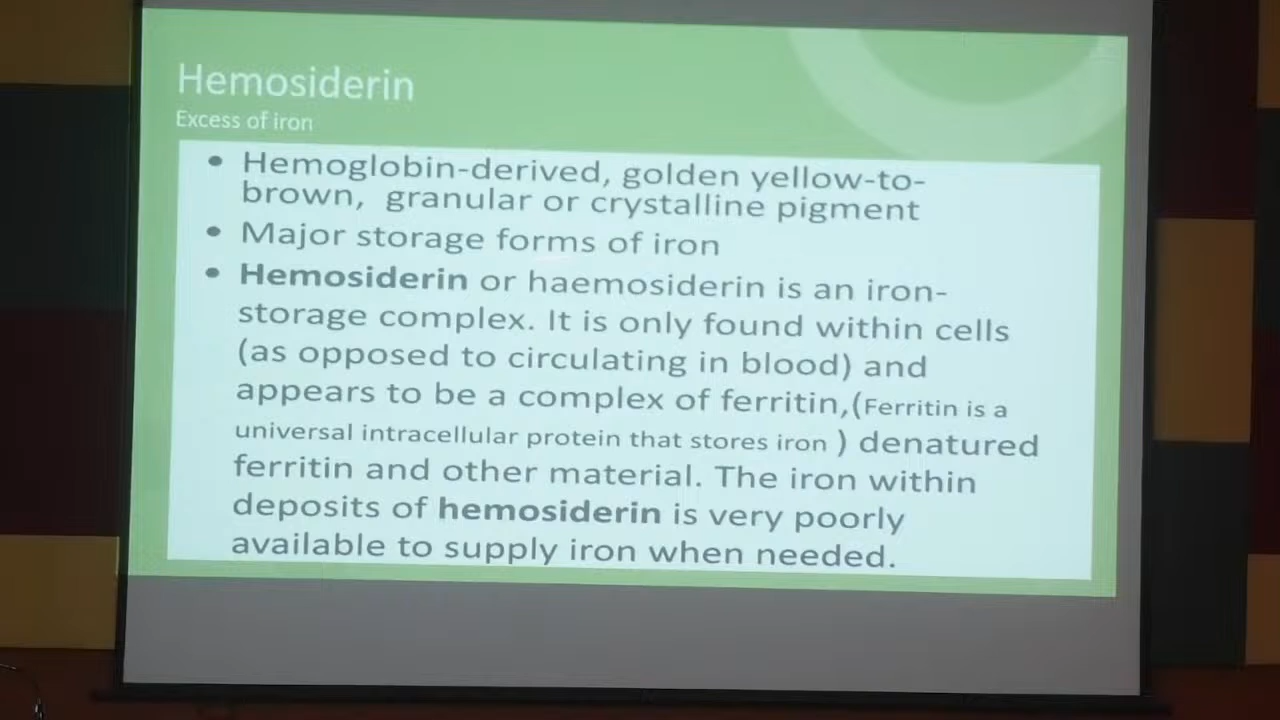 Hemosiderin
Excess of iron
• Hemoglobin-derived, golden yellow-to-
brown, granular or crystalline pigment
• Major storage forms of iron
• Hemosiderin or haemosiderin is an iron-
storage complex. It is only found within cells
(as opposed to circulating in blood) and
appears to be a complex of ferritin,(Ferritin is a
universal intracellular protein that stores iron ) denatured
ferritin and other material. The iron within
deposits of hemosiderin is very poorly
available to supply iron when needed.